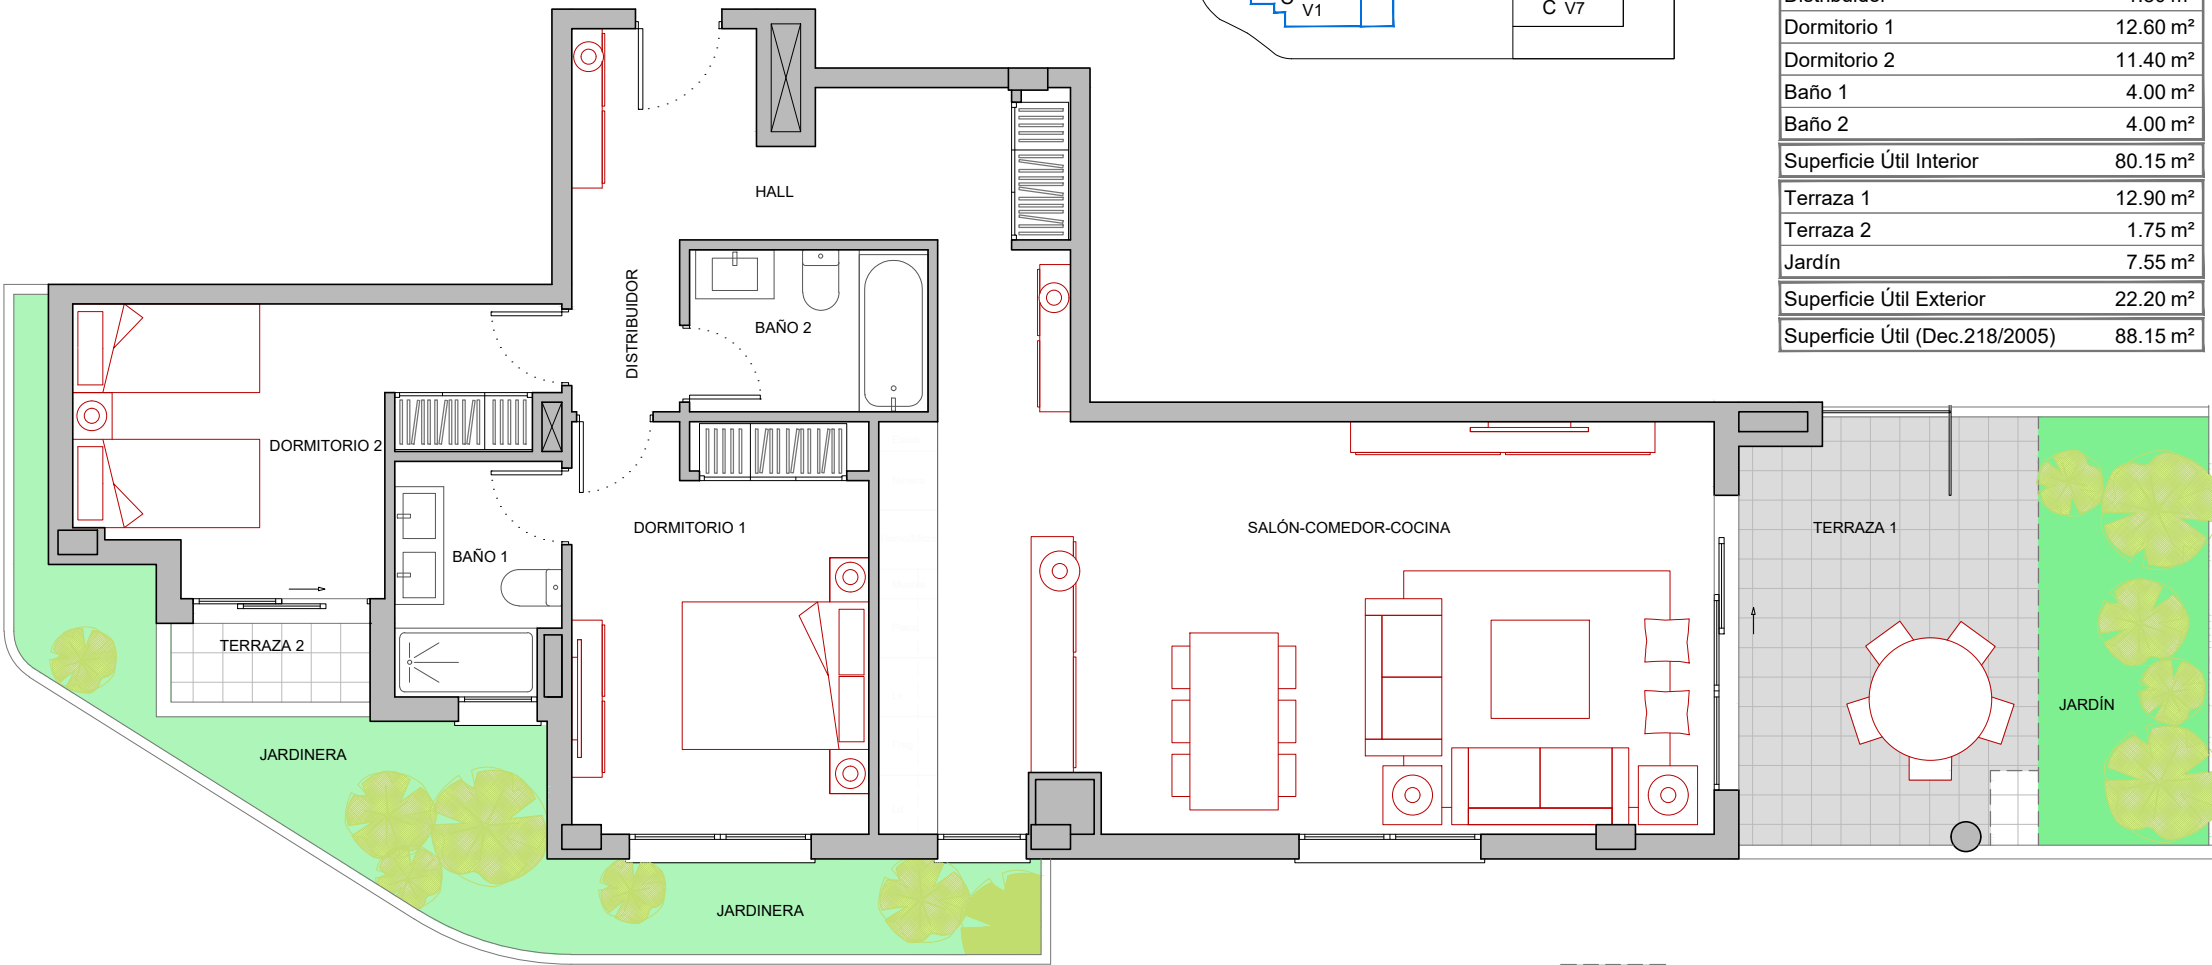 C V7
V1
Dormitorio 1 12.60 m²
Dormitorio 2 11.40 m²
Baño 1 4.00 m²
Baño 2 4.00 m²
Superficie Útil Interior 80.15 m²
Terraza 1 12.90 m²
Terraza 2 1.75 m²
Jardín 7.55 m²
Superficie Útil Exterior 22.20 m²
Superficie Útil (Dec.218/2005) 88.15 m²
HALL
DISTRIBUIDOR
BAÑO 2
DORMITORIO 2
DORMITORIO 1
SALÓN-COMEDOR-COCINA
TERRAZA 1
BAÑO 1
TERRAZA 2
JARDÍN
JARDINERA
JARDINERA